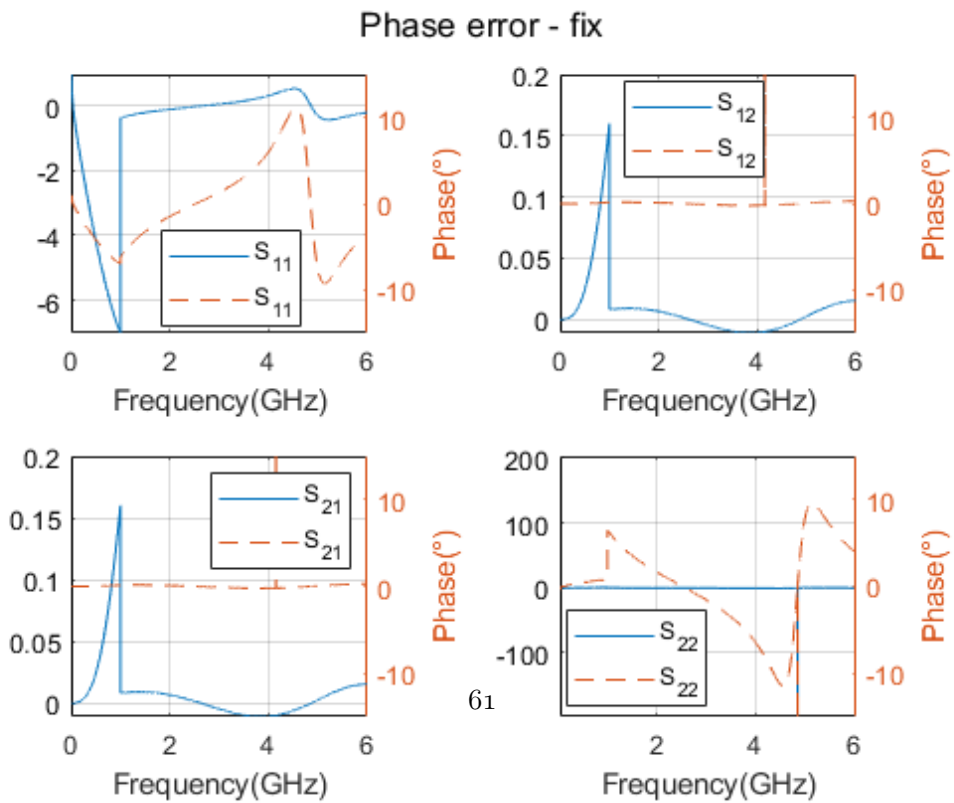 Phase error - fix
0
-2
-4
-6
10
0
-10
Phase(°)
S11
S11
0 2 4 6
Frequency(GHz)
0.2
0.15
0.1
0.05
0
10
0
-10
Phase(°)
S12
S12
0 2 4 6
Frequency(GHz)
0.2
0.15
0.1
0.05
0
10
0
-10
Phase(°)
S21
S21
0 2 4 6
Frequency(GHz)
200
100
0
-100
10
0
-10
Phase(°)
S22
S22
2 4 6
Frequency(GHz)
61